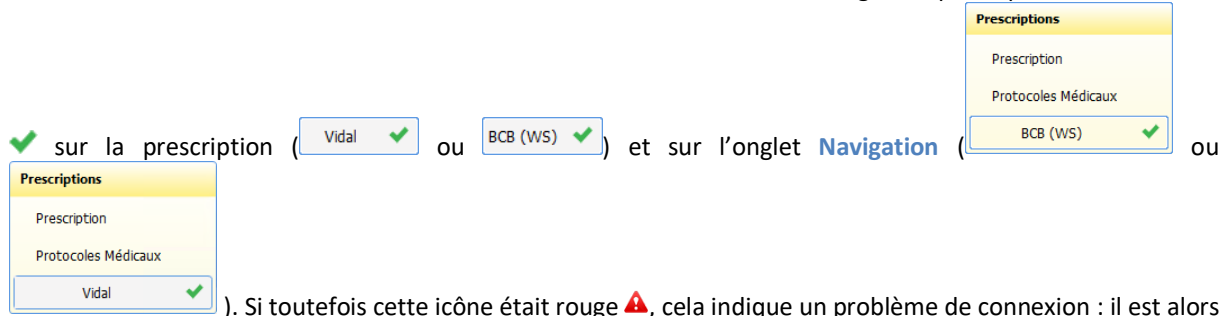 Prescriptions
Prescription
Protocoles Médicaux
BCB (WS)
sur la prescription ( Vidal ou BCB (WS) ) et sur l'onglet Navigation ( ou
Prescriptions
Prescription
Protocoles Médicaux
Vidal
). Si toutefois cette icône était rouge , cela indique un problème de connexion : il est alors